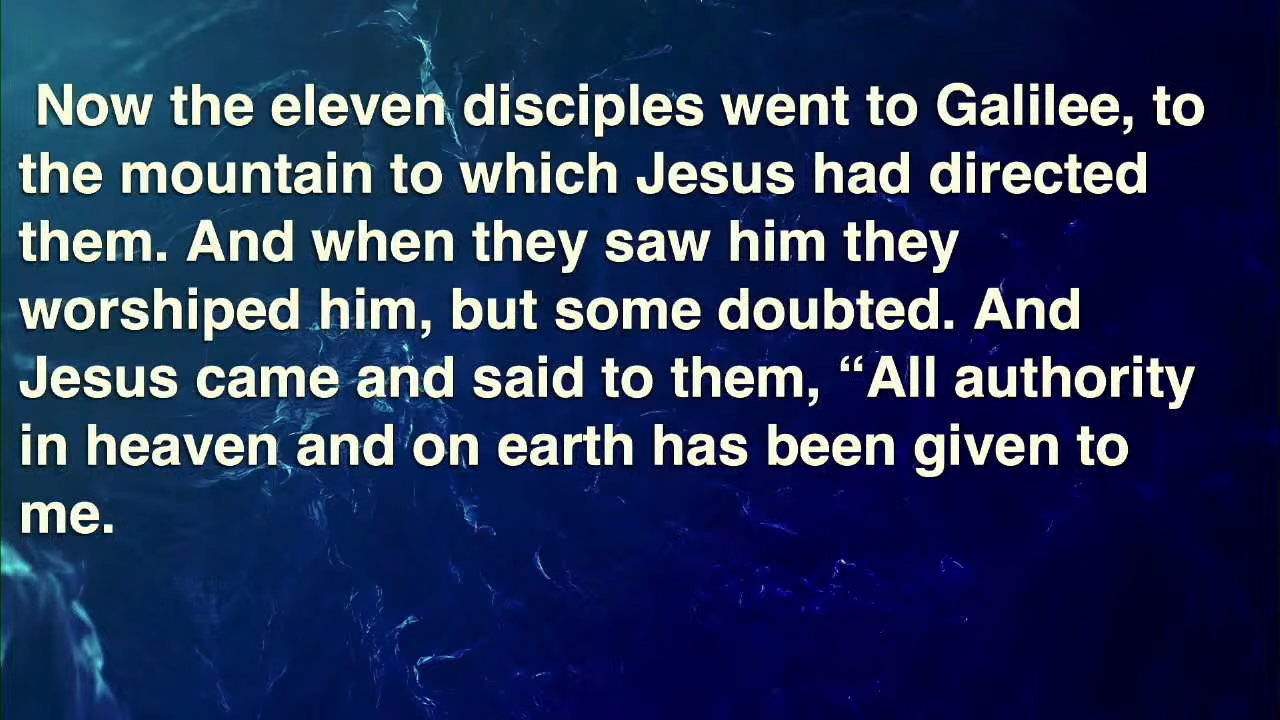 Now the eleven disciples went to Galilee, to
the mountain to which Jesus had directed
them. And when they saw him they
worshiped him, but some doubted. And
Jesus came and said to them, “All authority
in heaven and on earth has been given to
me.